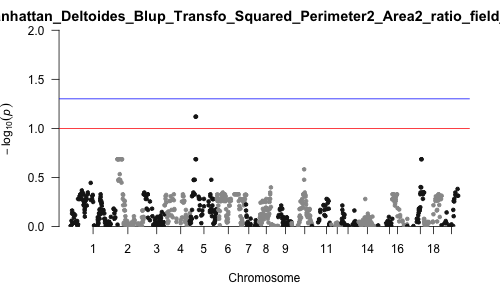 nhattan_Deltoides_Blup_Transfo_Squared_Perimeter2_Area2_ratio_field_
2.0
1.5
1.0
0.5
0.0
− log10(p)
1 2 3 4 5 6 7 8 9 11 14 16 18
Chromosome